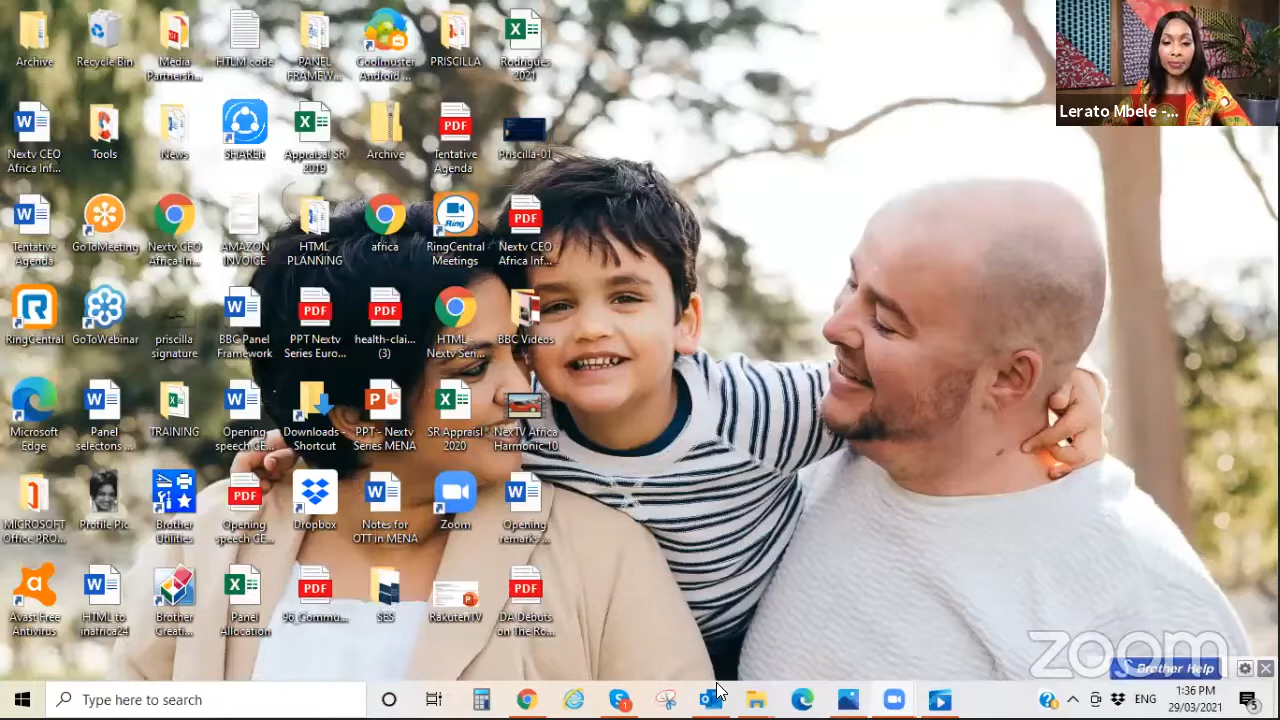 Archive
Recycle Bin
Media
Partnersh...
HTLM code
PANEL
FRAMEW...
Coolmuster
Android ...
PRISCILLA
Rodrigues
2021
Lerato Mbele -...
Nextv CEO
Africa Inf...
Tools
News
SHAREit
Appraisal SR
2019
Archive
Tentative
Agenda
Priscilla-01
Tentative
Agenda
GoToMeeting
Nextv CEO
Africa-In...
AMAZON
INVOICE
HTML
PLANNING
africa
RingCentral
Meetings
Nextv CEO
Africa Inf...
RingCentral
GoToWebinar
priscilla
signature
BBC Panel
Framework
PPT Nextv
Series Euro...
health-clai...
(3)
HTML -
Nextv Seri...
BBC Videos
Microsoft
Edge
Panel
selectons ...
TRAINING
Opening
speech CE...
Downloads -
Shortcut
PPT - Nextv
Series MENA
SR Appraisl
2020
NexTV Africa
Harmonic 10
MICROSOFT
Office PRO...
Profile Pic
Brother
Utilities
Opening
speech CE...
Dropbox
Notes for
OTT in MENA
Zoom
Opening
remarks ...
Avast Free
Antivirus
HTML to
inafrica24
Brother
Creati...
Panel
Allocation
96_Commu...
SES
RakutenTV
DA Debuts
on The Ro...
zoom
Brother Help
Type here to search
ENG
1:36 PM
29/03/2021
5